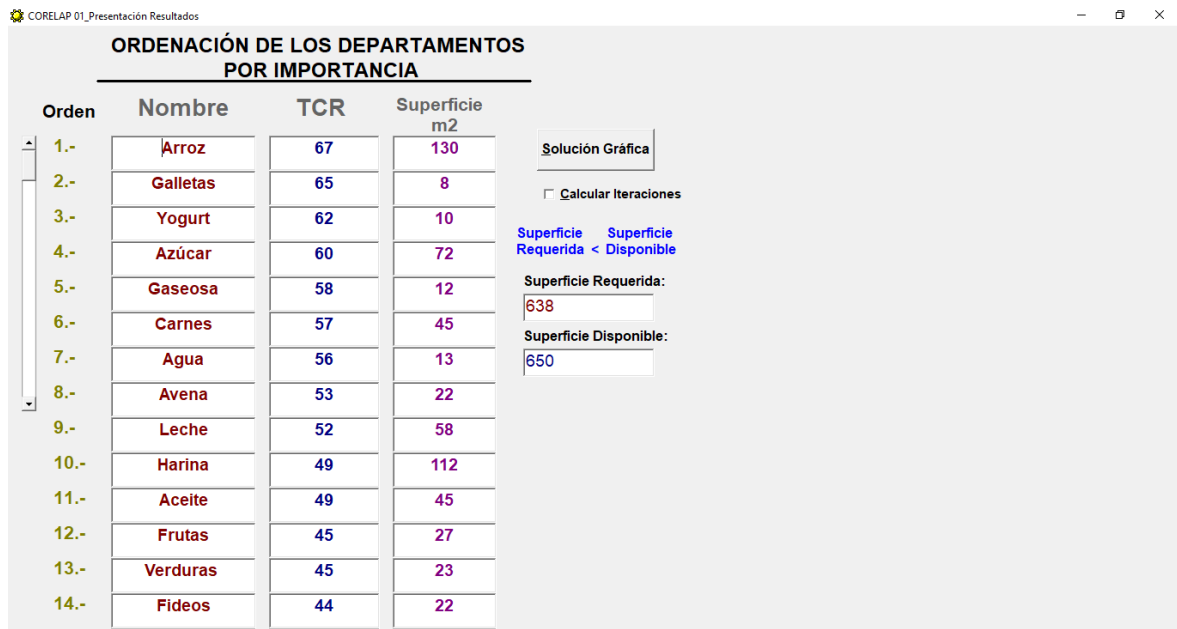 CORELAP 01_Presentación Resultados
ORDENACIÓN DE LOS DEPARTAMENTOS
POR IMPORTANCIA
Orden Nombre TCR Superficie
m2
1.- Arroz 67 130
2.- Galletas 65 8
3.- Yogurt 62 10
4.- Azúcar 60 72
5.- Gaseosa 58 12
6.- Carnes 57 45
7.- Agua 56 13
8.- Avena 53 22
9.- Leche 52 58
10.- Harina 49 112
11.- Aceite 49 45
12.- Frutas 45 27
13.- Verduras 45 23
14.- Fideos 44 22
Solución Gráfica
Calcular Iteraciones
Superficie Superficie
Requerida < Disponible
Superficie Requerida:
638
Superficie Disponible:
650